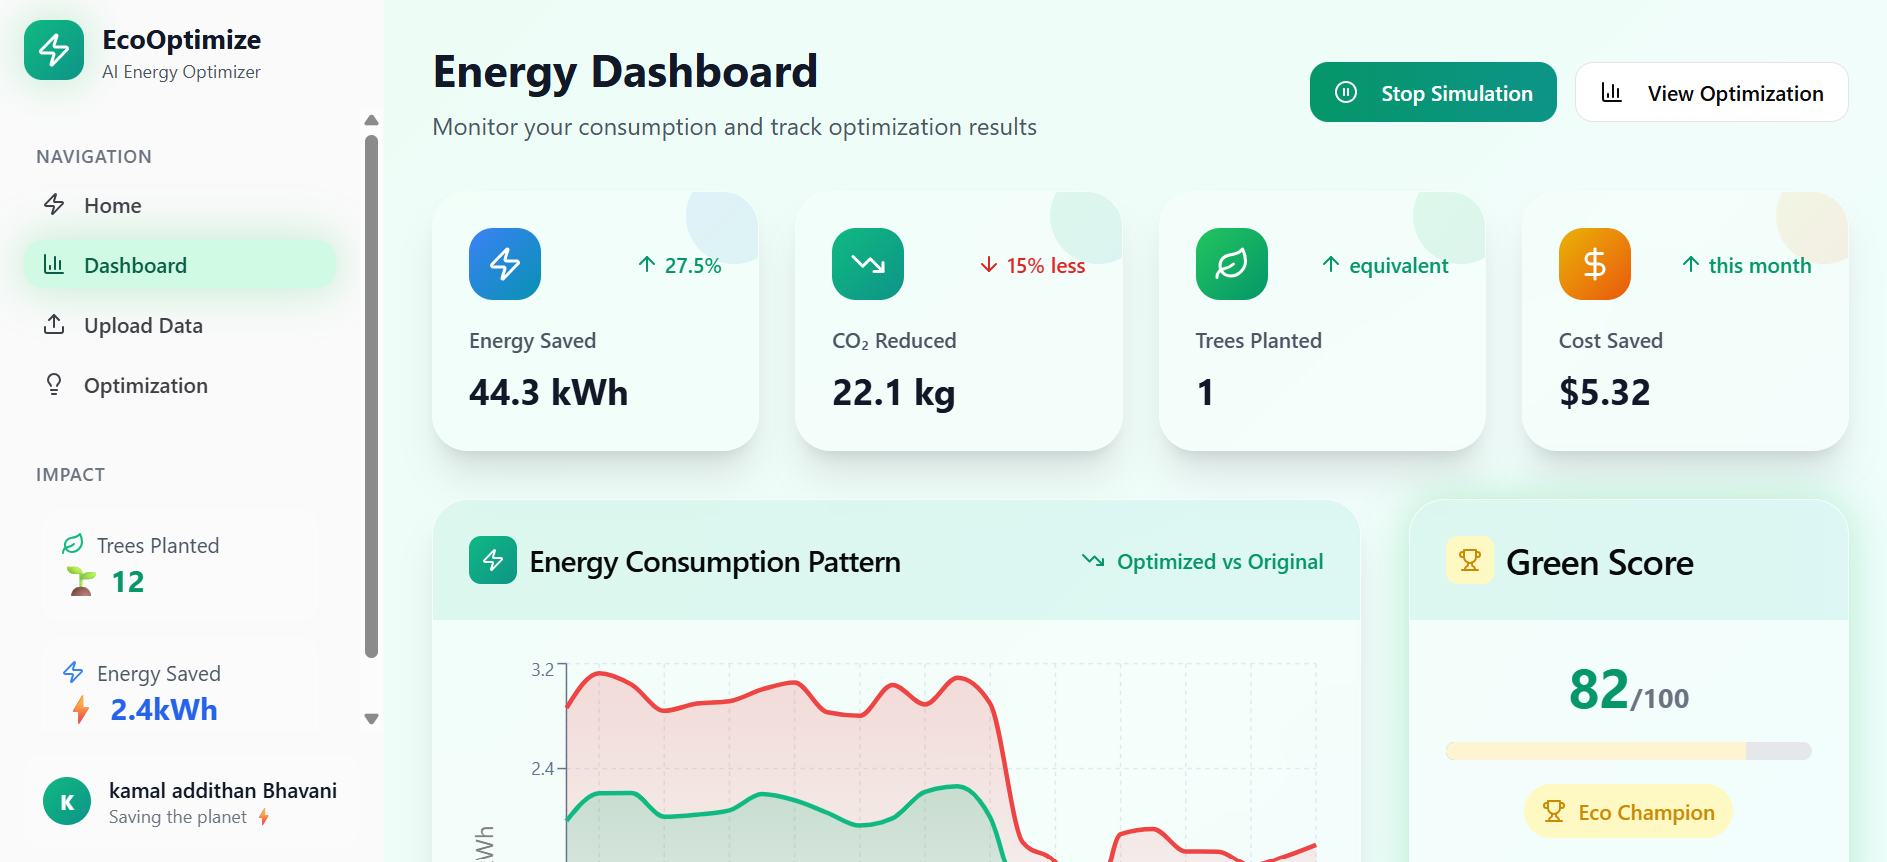 EcoOptimize
AI Energy Optimizer
NAVIGATION
Home
Dashboard
Upload Data
Optimization
IMPACT
Trees Planted
12
Energy Saved
2.4kWh
K
kamal addithan Bhavani
Saving the planet
Energy Dashboard
Monitor your consumption and track optimization results
Stop Simulation
View Optimization
27.5%
Energy Saved
44.3 kWh
15% less
CO₂ Reduced
22.1 kg
equivalent
Trees Planted
1
$
this month
Cost Saved
$5.32
Energy Consumption Pattern
Optimized vs Original
3.2
2.4
Wh
Green Score
82/100
Eco Champion